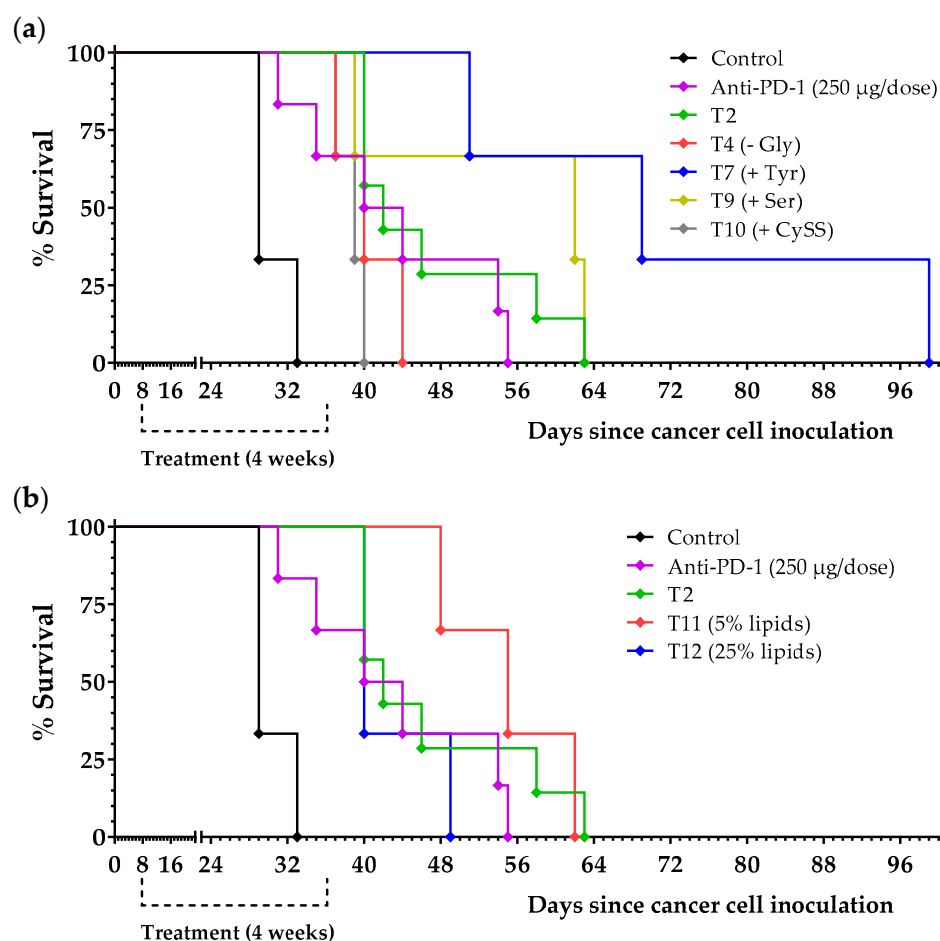 (a)
100
75
50
25
0
% Survival
Control
Anti-PD-1 (250 µg/dose)
T2
T4 (- Gly)
T7 (+ Tyr)
T9 (+ Ser)
T10 (+ CySS)
0 8 16 24 32 40 48 56 64 72 80 88 96
Days since cancer cell inoculation
Treatment (4 weeks)
(b)
100
75
50
25
0
% Survival
Control
Anti-PD-1 (250 µg/dose)
T2
T11 (5% lipids)
T12 (25% lipids)
0 8 16 24 32 40 48 56 64 72 80 88 96
Days since cancer cell inoculation
Treatment (4 weeks)